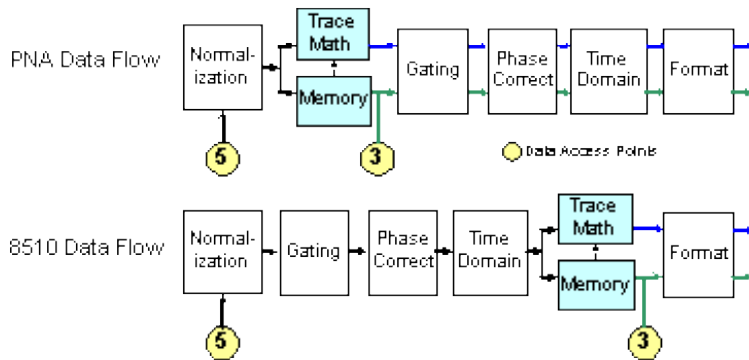 PNA Data Flow
Normal-
ization
Trace
Math
Memory
Gating
Phase
Correct
Time
Domain
Format
5
3
Data Access Points
8510 Data Flow
Normal-
ization
Gating
Phase
Correct
Time
Domain
Trace
Math
Memory
Format
5
3